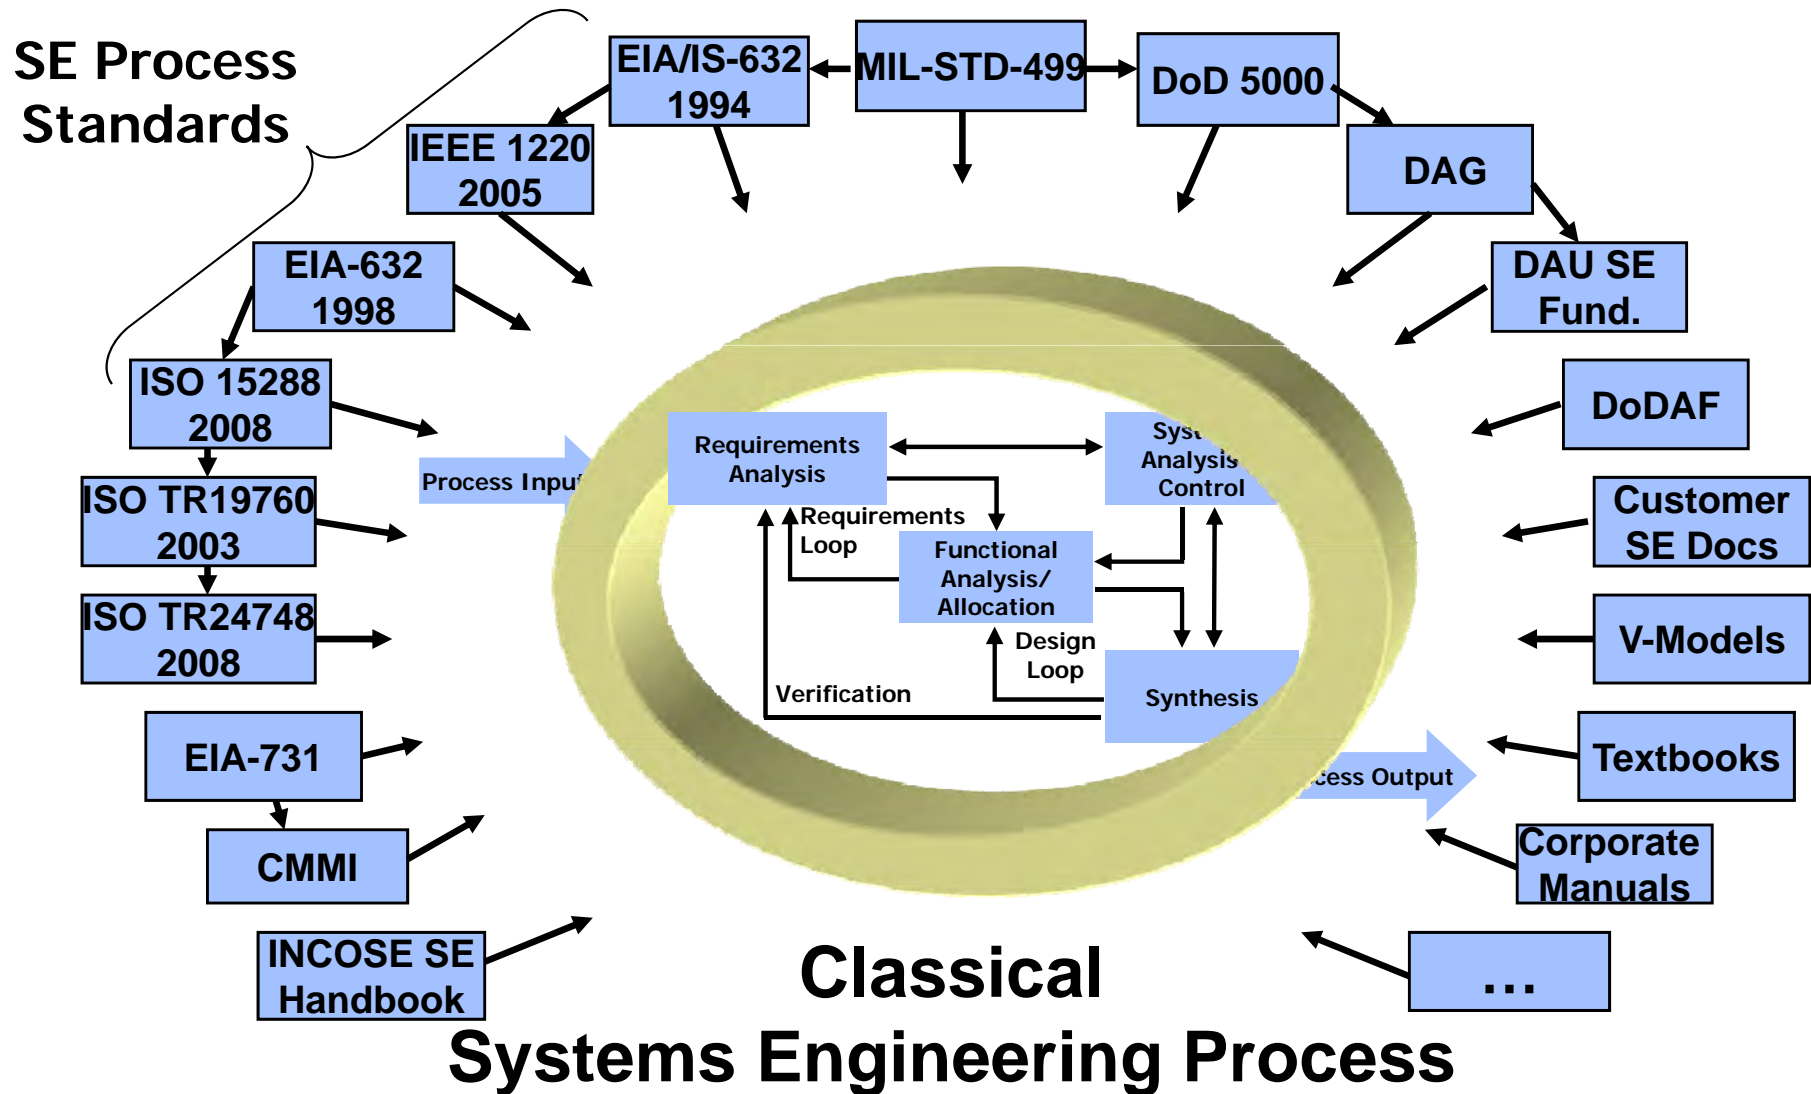 SE Process
Standards
EIA/IS-632
1994
MIL-STD-499
DoD 5000
IEEE 1220
2005
DAG
EIA-632
1998
DAU SE
Fund.
ISO 15288
2008
DoDAF
ISO TR19760
2003
Customer
SE Docs
ISO TR24748
2008
V-Models
EIA-731
Textbooks
CMMI
Corporate
Manuals
INCOSE SE
Handbook
...
Process Input
Requirements
Analysis
Analysis
Control
Requirements
Loop
Functional
Analysis/
Allocation
Design
Loop
Verification
Synthesis
Output
Classical
Systems Engineering Process